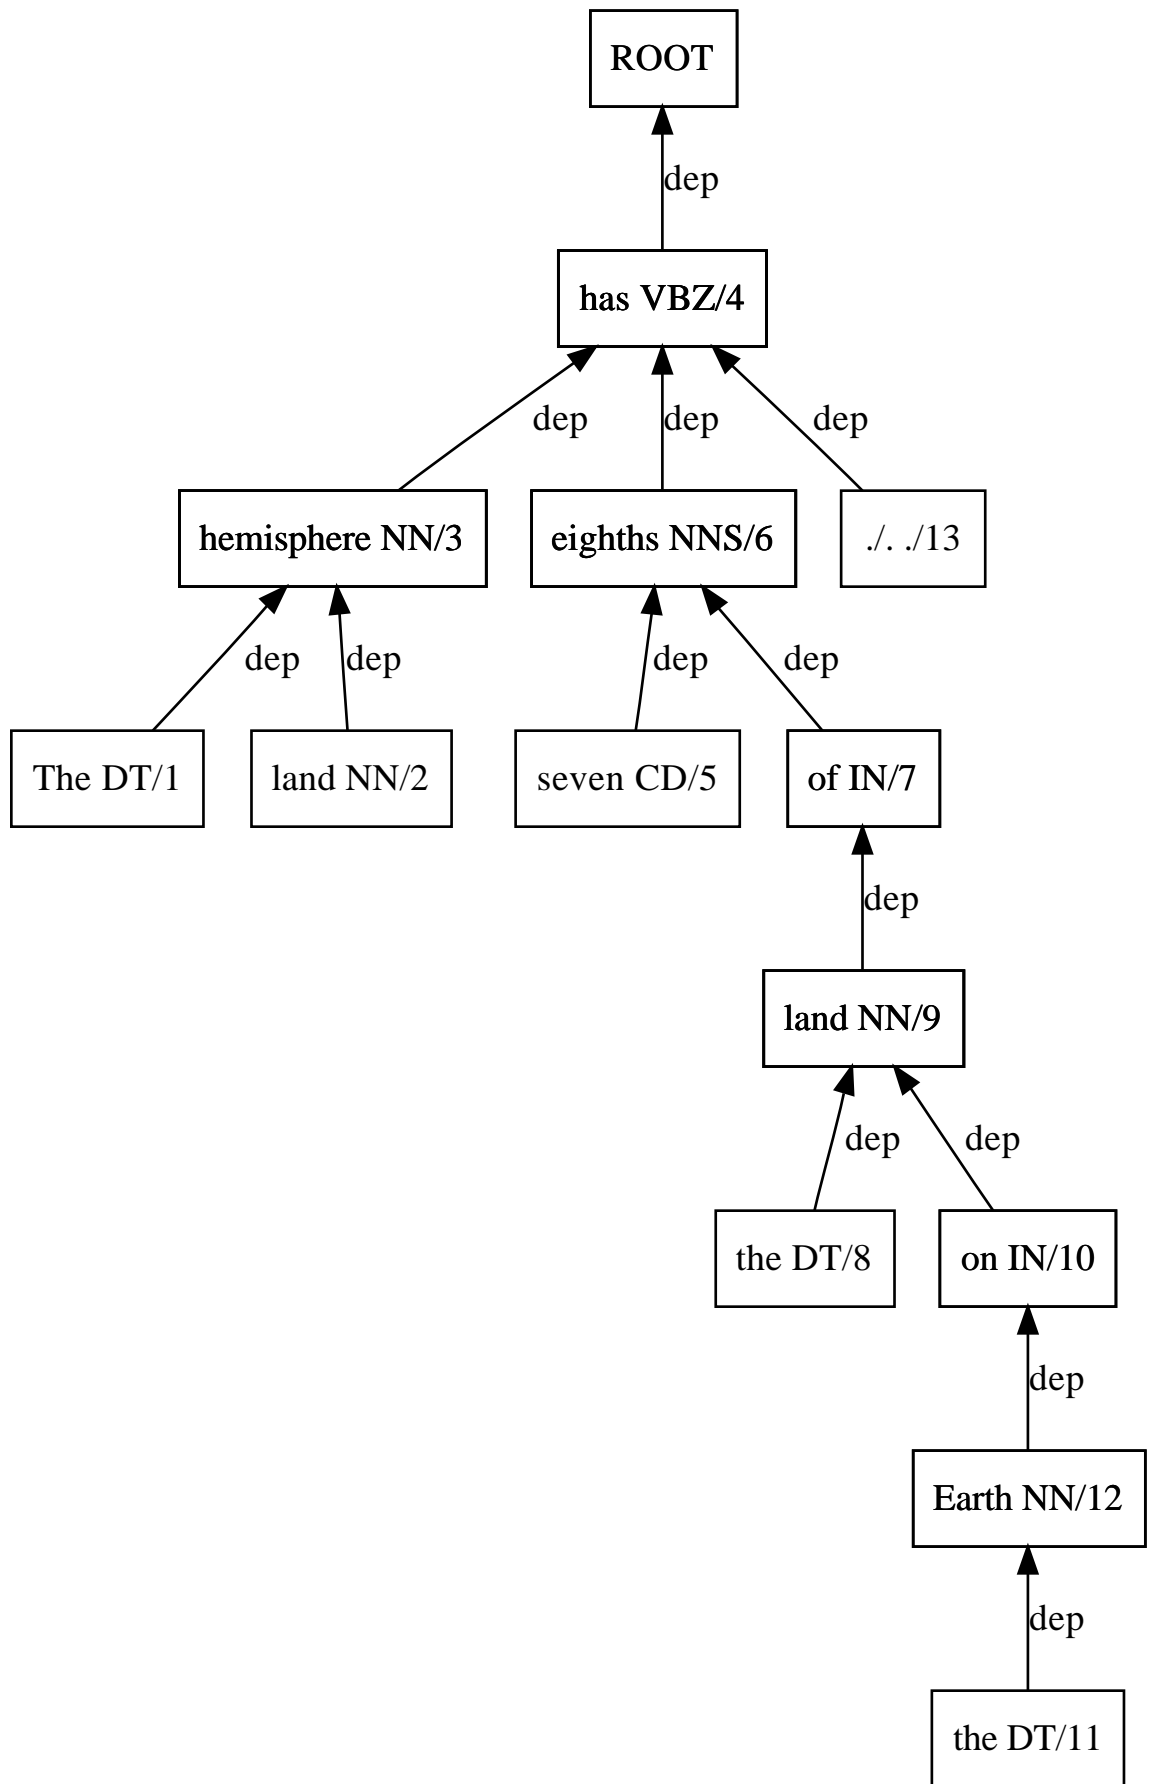 ROOT
dep
has VBZ/4
dep dep dep
hemisphere NN/3 eighths NNS/6 ./. ./13
dep dep dep dep
The DT/1 land NN/2 seven CD/5 of IN/7
dep
land NN/9
dep dep
the DT/8 on IN/10
dep
Earth NN/12
dep
the DT/11